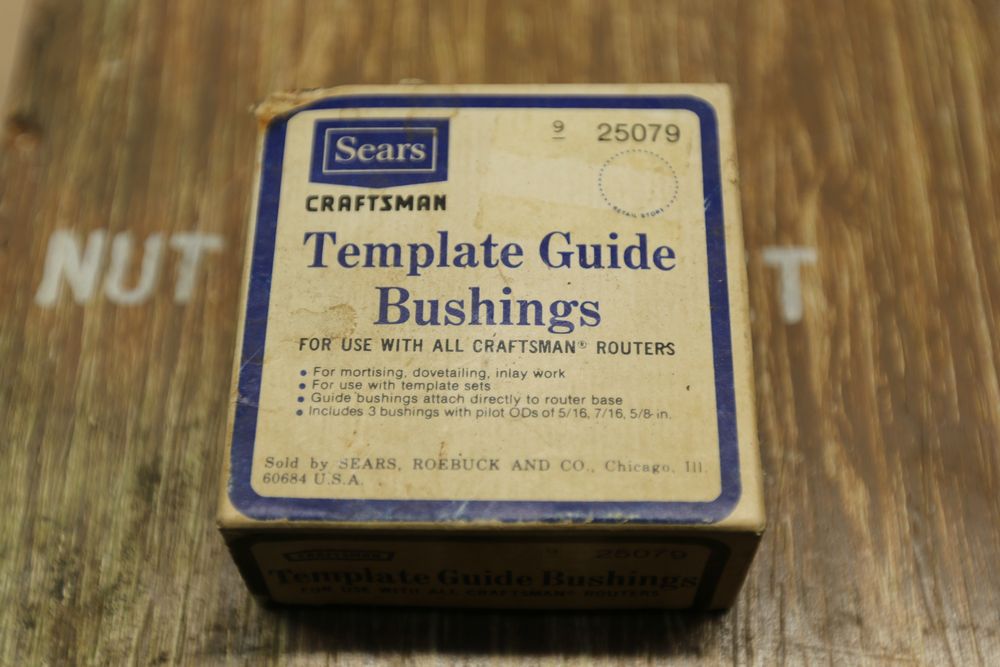 Sears
9 25079
RETAIL STORE
CRAFTSMAN
Template Guide
Bushings
FOR USE WITH ALL CRAFTSMAN® ROUTERS
• For mortising, dovetailing, inlay work
• For use with template sets
• Guide bushings attach directly to router base
• Includes 3 bushings with pilot ODs of 5/16, 7/16, 5/8-in.
Sold by SEARS, ROEBUCK AND CO., Chicago, Ill.
60684 U.S.A.
CRAFTSMAN 9 25079
Template Guide Bushings
FOR USE WITH ALL CRAFTSMAN® ROUTERS
NUT T